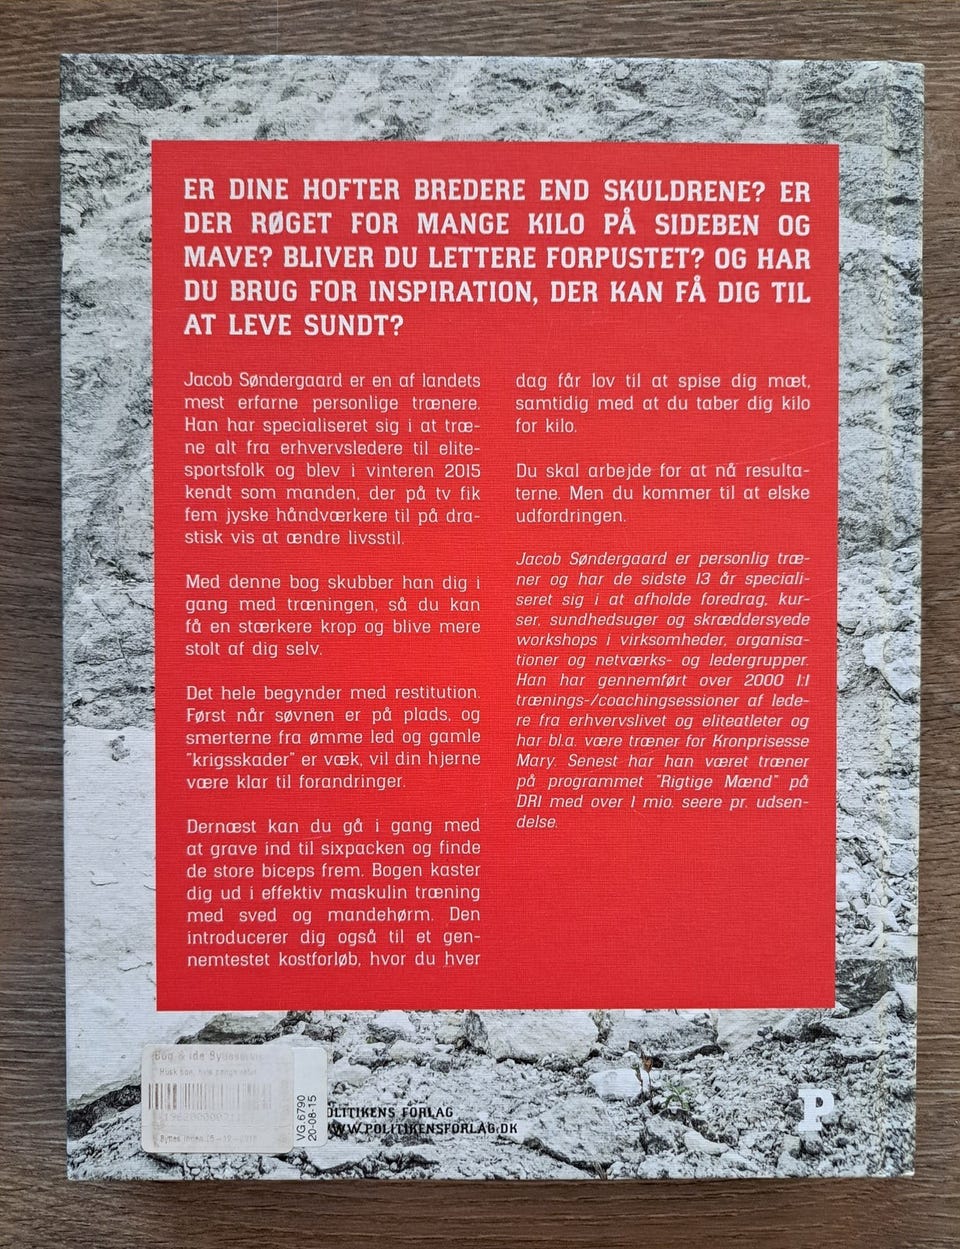 ER DINE HOFTER BREDERE END SKULDRENE? ER
DER RØGET FOR MANGE KILO PÅ SIDEBEN OG
MAVE? BLIVER DU LETTERE FORPUSTET? OG HAR
DU BRUG FOR INSPIRATION, DER KAN FÅ DIG TIL
AT LEVE SUNDT?
Jacob Søndergaard er en af landets
mest erfarne personlige trænere.
Han har specialiseret sig i at træ-
ne alt fra erhvervsledere til elite-
sportsfolk og blev i vinteren 2015
kendt som manden, der på tv fik
fem jyske håndværkere til på dra-
stisk vis at ændre livsstil.
Med denne bog skubber han dig i
gang med træningen, så du kan
få en stærkere krop og blive mere
stolt af dig selv.
Det hele begynder med restitution.
Først når søvnen er på plads, og
smerterne fra ømme led og gamle
"krigsskader" er væk, vil din hjerne
være klar til forandringer.
Dernæst kan du gå i gang med
at grave ind til sixpacken og finde
de store biceps frem. Bogen kaster
dig ud i effektiv maskulin træning
med sved og mandehørm. Den
introducerer dig også til et gen-
nemtestet kostforløb, hvor du hver
dag får lov til at spise dig mæt,
samtidig med at du taber dig kilo
for kilo.
Du skal arbejde for at nå resulta-
terne. Men du kommer til at elske
udfordringen.
Jacob Søndergaard er personlig træ-
ner og har de sidste 13 år speciali-
seret sig i at afholde foredrag, kur-
ser, sundhedsuger og skræddersyede
workshops i virksomheder, organisa-
tioner og netværks- og ledergrupper.
Han har gennemført over 2000 1:1
trænings-/coachingsessioner af lede-
re fra erhvervslivet og eliteatleter og
har bl.a. være træner for Kronprisesse
Mary. Senest har han været træner
på programmet "Rigtige Mænd" på
DR1 med over 1 mio. seere pr. udsen-
delse.
Bog & idé
Husk bon, hvis penge retur
VG.6790
20-08-15
OLITIKENS FORLAG
WW.POLITIKENSFORLAG.DK
P